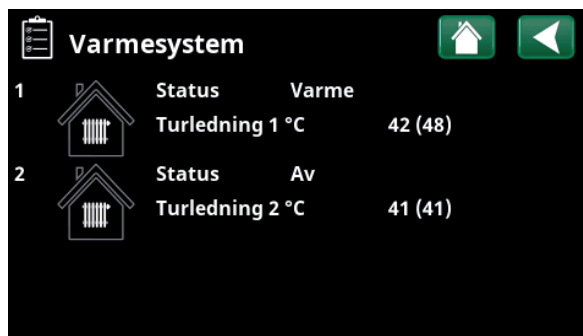 Varmesystem
1 Status Varme
Turledning 1 °C 42 (48)
2 Status Av
Turledning 2 °C 41 (41)